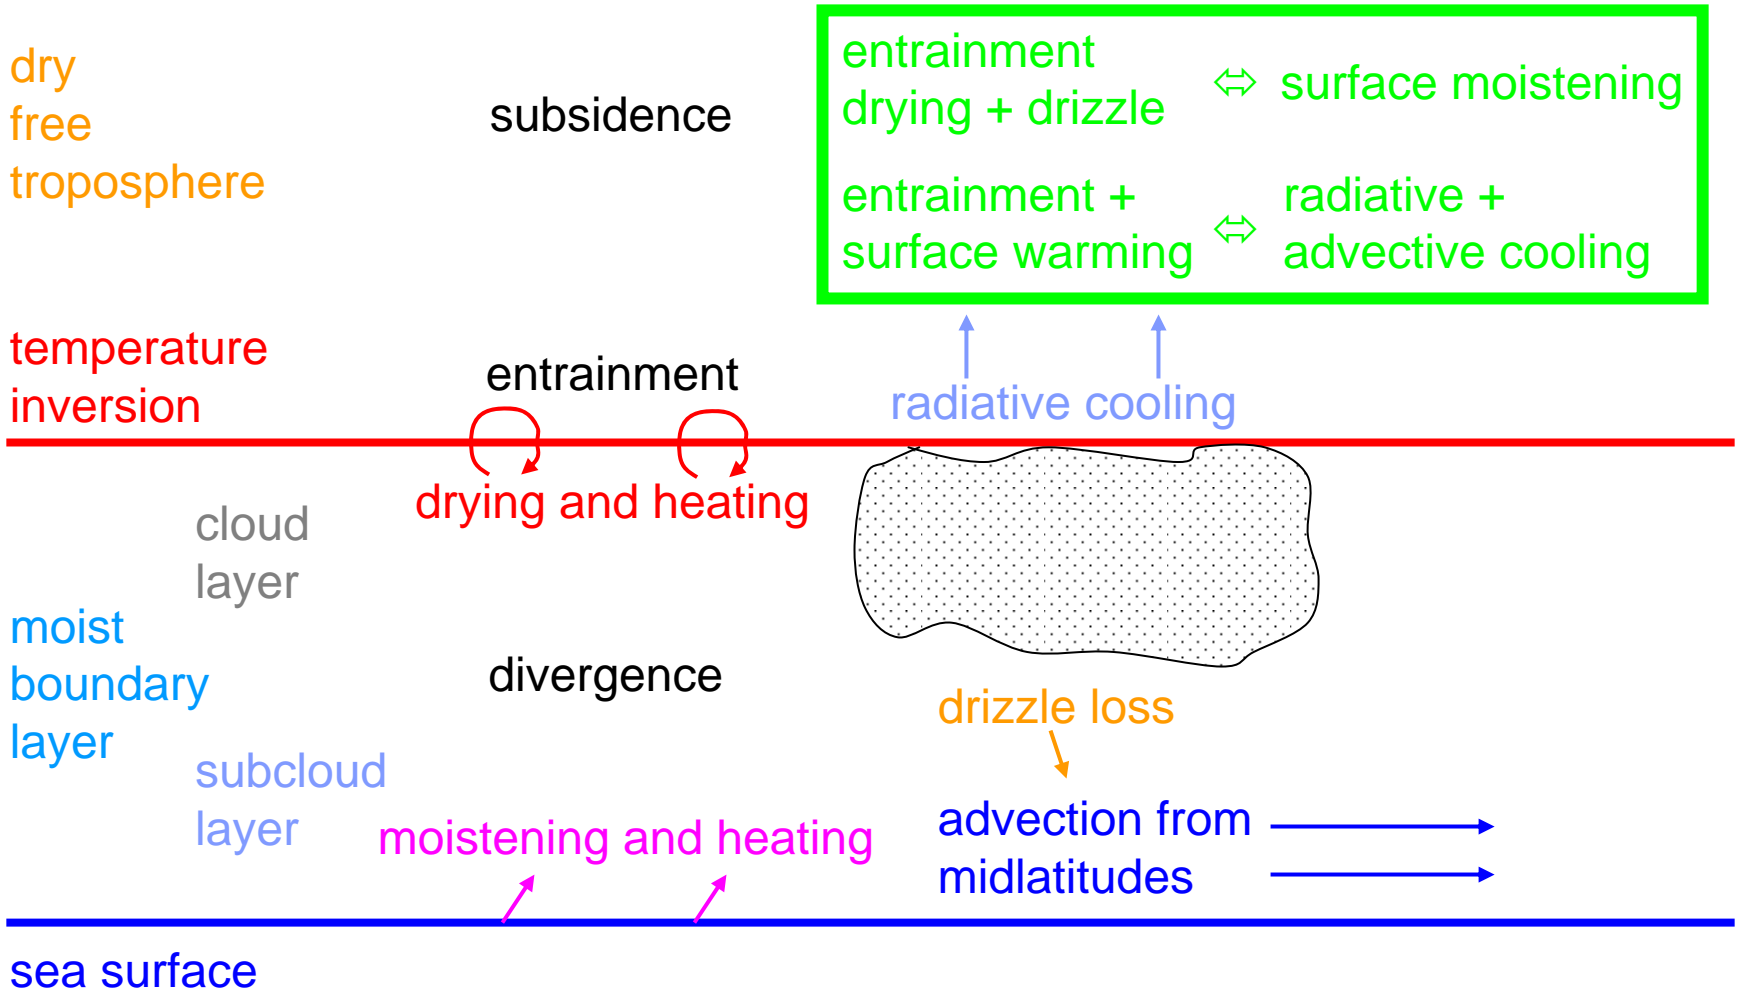 dry
free
troposphere
subsidence
entrainment
drying + drizzle
⇔ surface moistening
entrainment +
surface warming
⇔
radiative +
advective cooling
temperature
inversion
entrainment
radiative cooling
drying and heating
cloud
layer
moist
boundary
layer
divergence
drizzle loss
subcloud
layer
moistening and heating
advection from
midlatitudes
sea surface